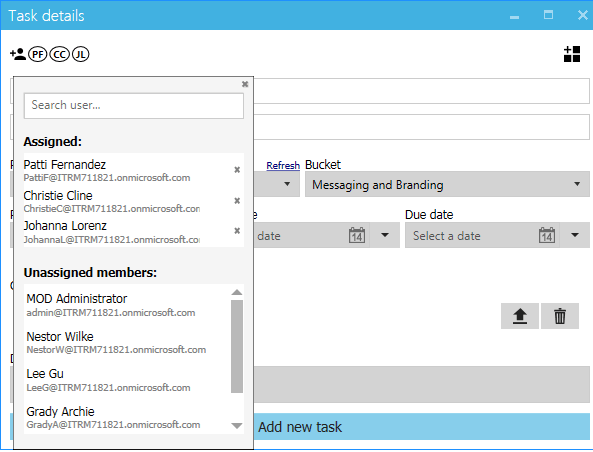 Task details
PF CC JL
Search user...
Assigned:
Patti Fernandez
PattiF@ITRM711821.onmicrosoft.com
Christie Cline
ChristieC@ITRM711821.onmicrosoft.com
Johanna Lorenz
JohannaL@ITRM711821.onmicrosoft.com
Refresh
Bucket
Messaging and Branding
Due date
date
14
Select a date
14
Unassigned members:
MOD Administrator
admin@ITRM711821.onmicrosoft.com
Nestor Wilke
NestorW@ITRM711821.onmicrosoft.com
Lee Gu
LeeG@ITRM711821.onmicrosoft.com
Grady Archie
GradyA@ITRM711821.onmicrosoft.com
Add new task